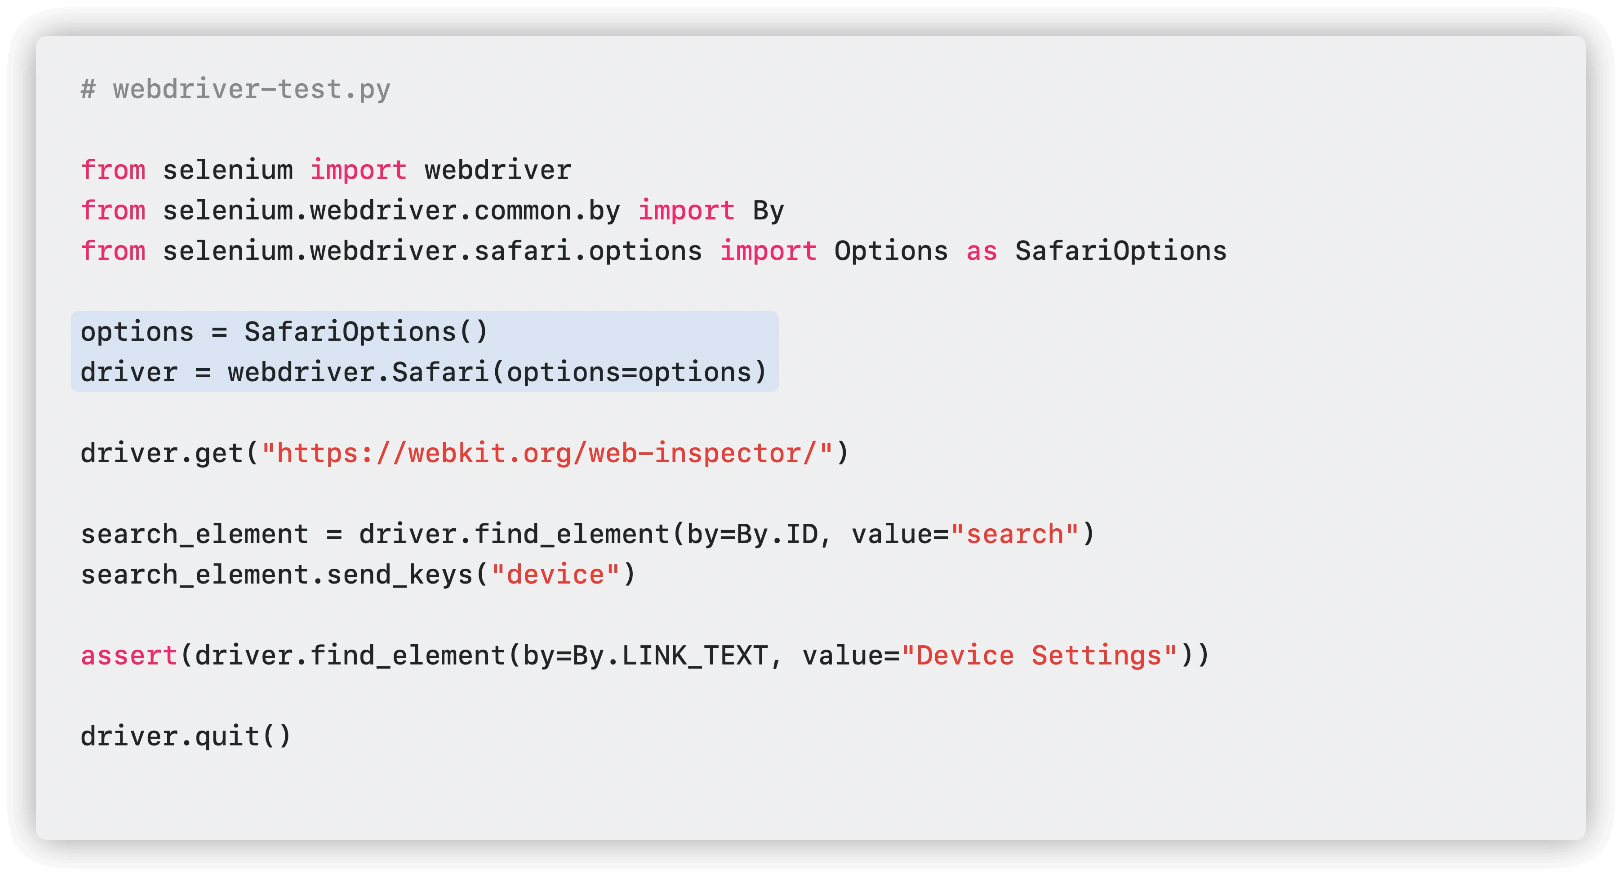 # webdriver-test.py
from selenium import webdriver
from selenium.webdriver.common.by import By
from selenium.webdriver.safari.options import Options as SafariOptions
options = SafariOptions()
driver = webdriver.Safari(options=options)
driver.get("https://webkit.org/web-inspector/")
search_element = driver.find_element(by=By.ID, value="search")
search_element.send_keys("device")
assert(driver.find_element(by=By.LINK_TEXT, value="Device Settings"))
driver.quit()